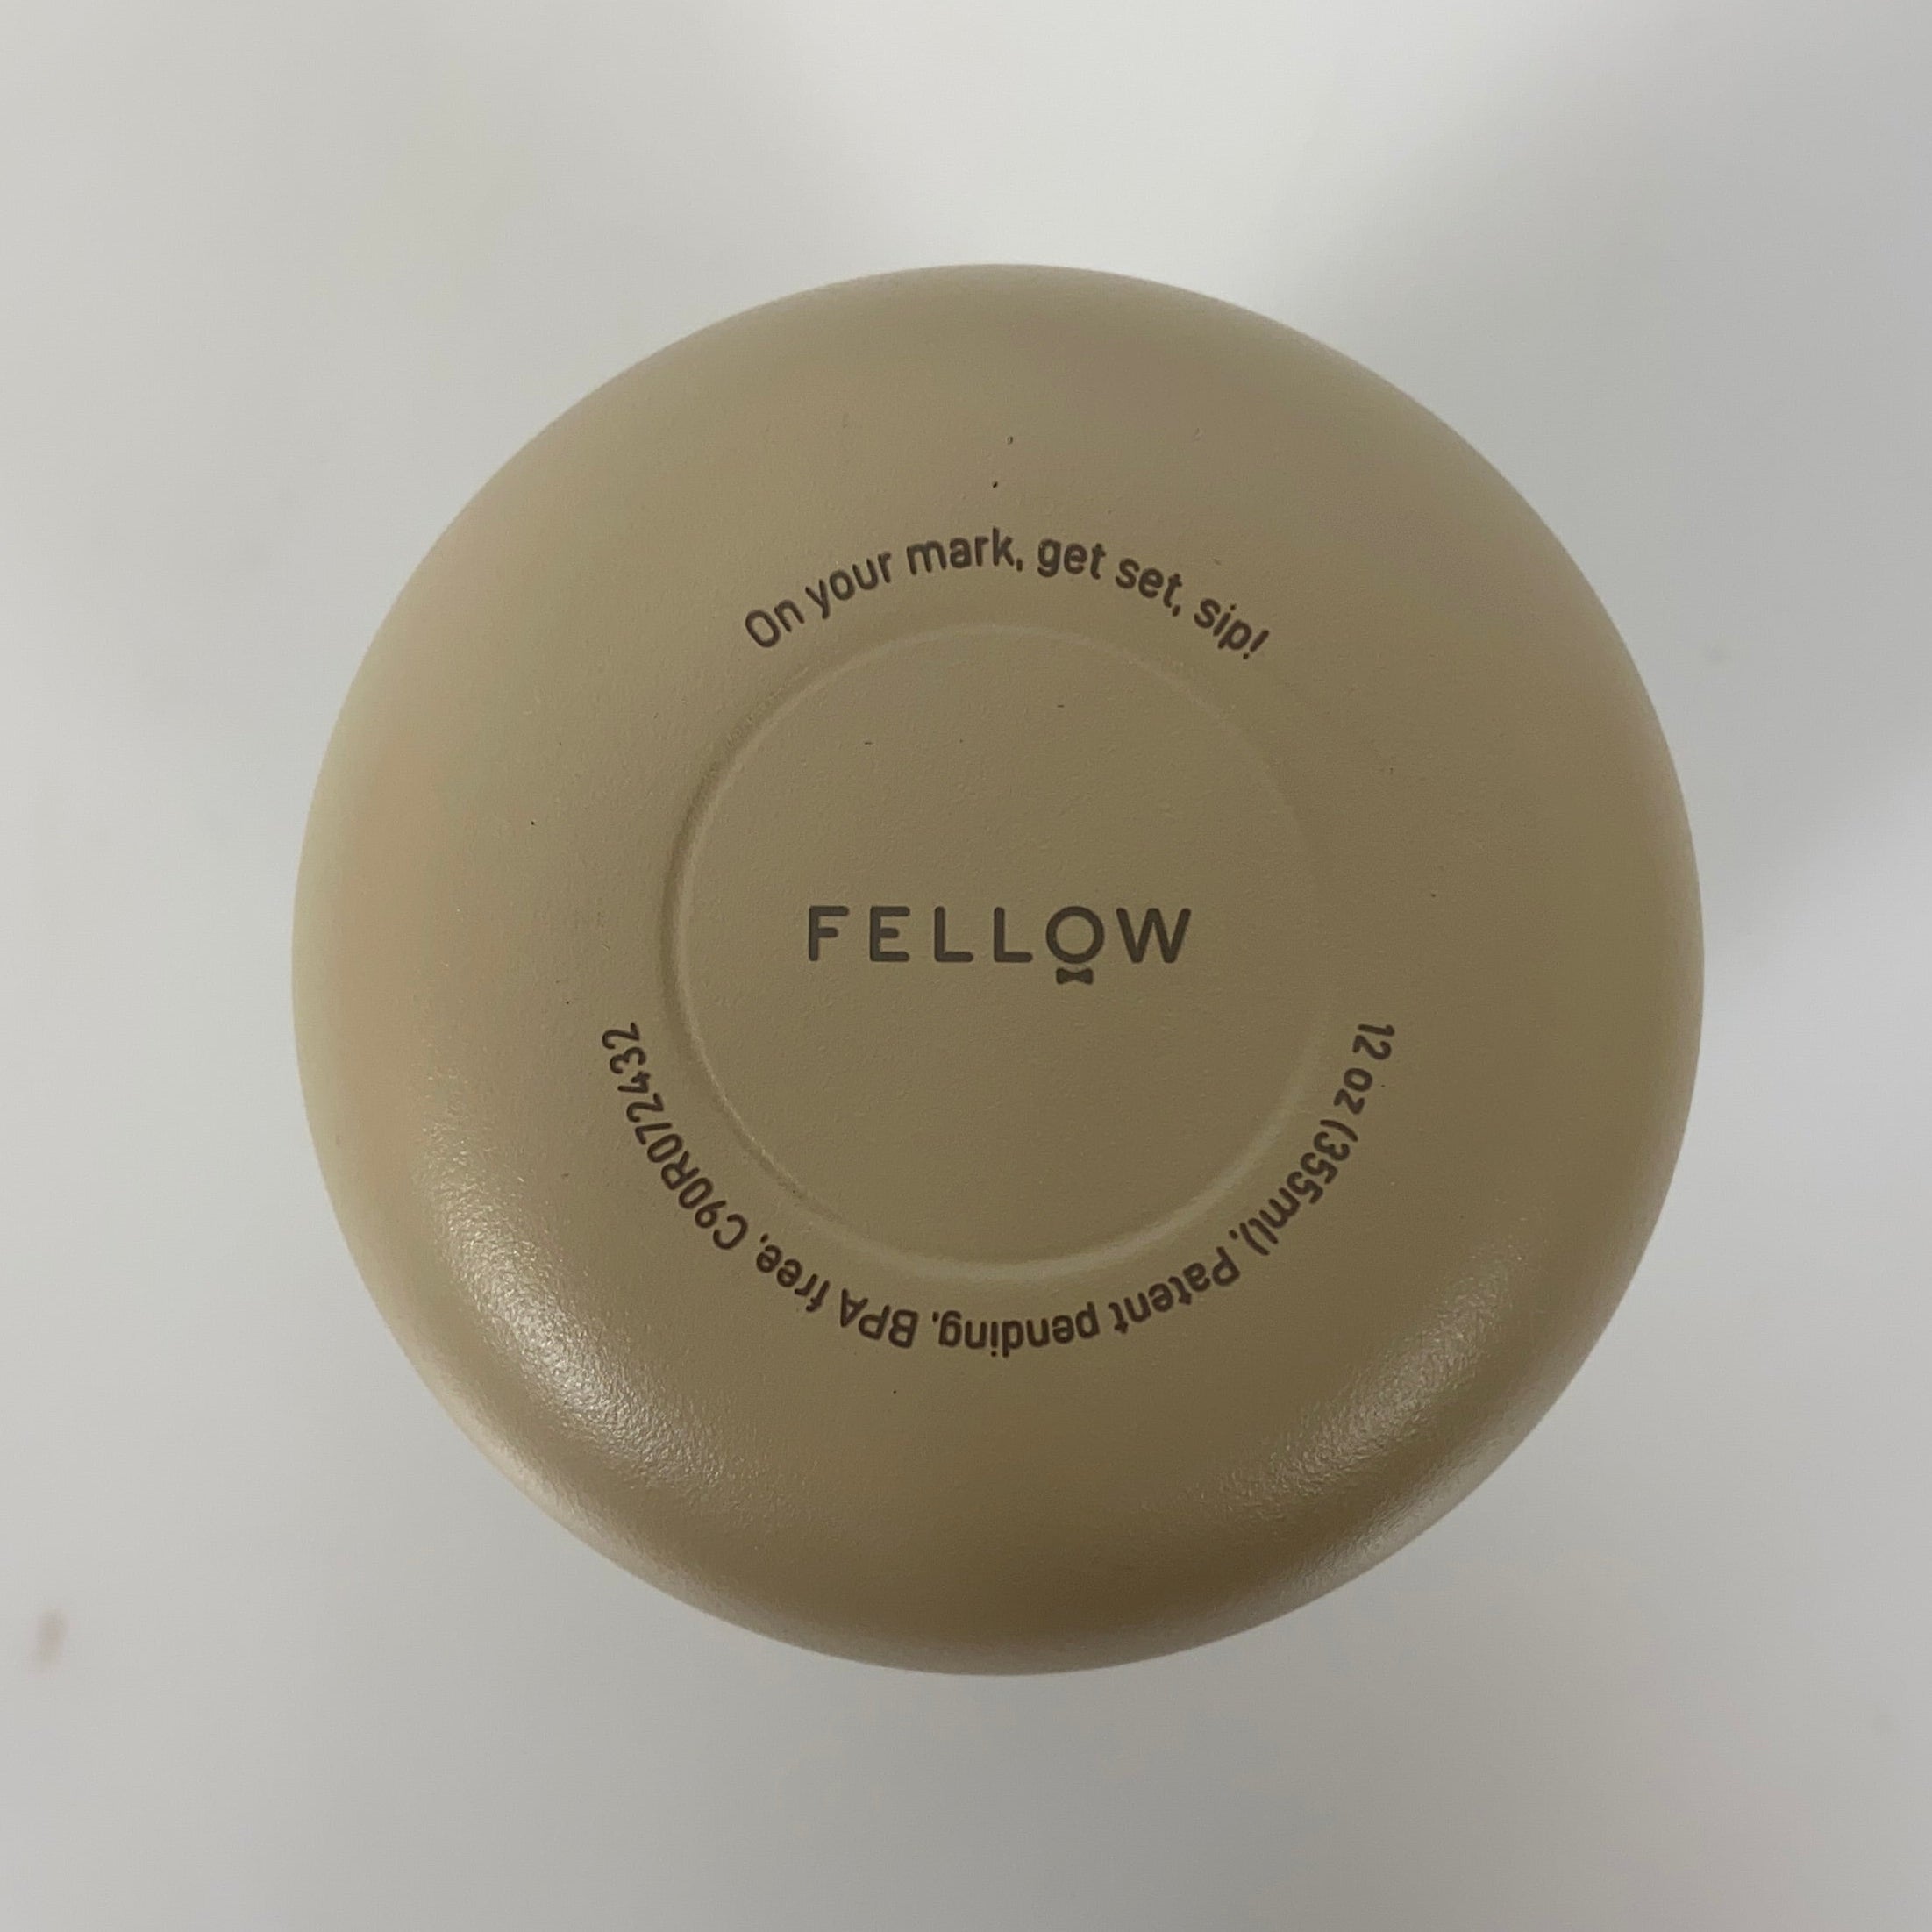 On your mark, get set, sip!
FELLOW
12 oz (355ml). Patent pending. BPA free. C90R072432